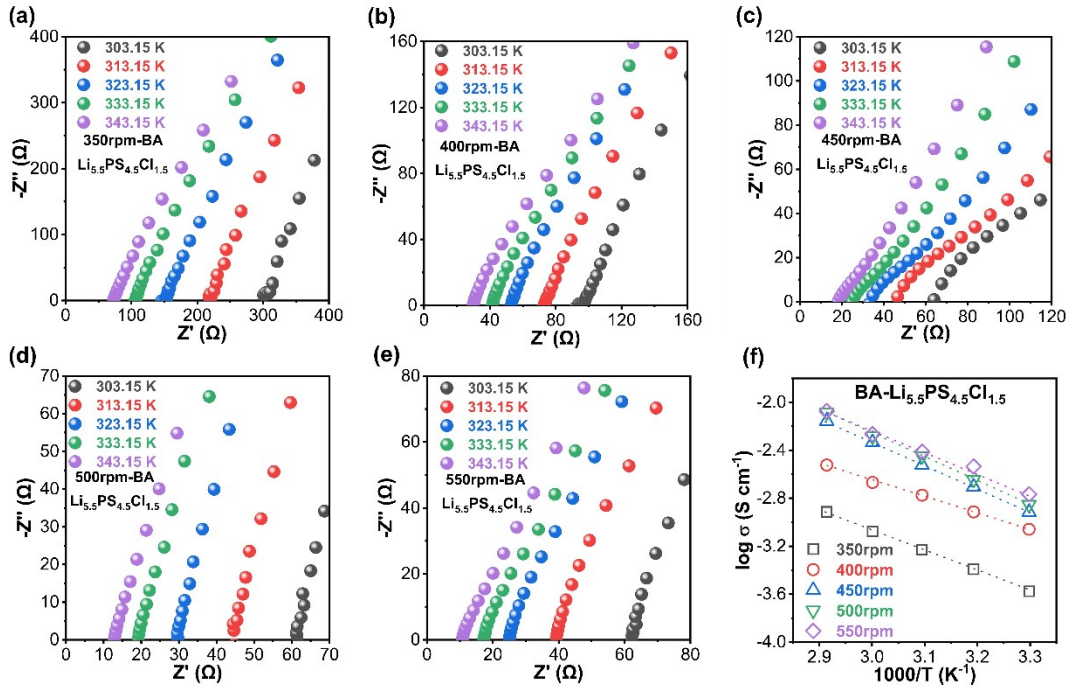 (a)
400
300
200
100
0
-Z″
303.15 K
313.15 K
323.15 K
333.15 K
343.15 K
350rpm-BA
Li5.5PS4.5Cl1.5
0 100 200 300 400
Z' (Ω)
(b)
160
120
80
40
0
-Z″
303.15 K
313.15 K
323.15 K
333.15 K
343.15 K
400rpm-BA
Li5.5PS4.5Cl1.5
0 40 80 120 160
Z' (Ω)
(c)
120
100
80
60
40
20
0
-Z″
303.15 K
313.15 K
323.15 K
333.15 K
343.15 K
450rpm-BA
Li5.5PS4.5Cl1.5
0 20 40 60 80 100 120
Z' (Ω)
(d)
70
60
50
40
30
20
10
0
-Z″
303.15 K
313.15 K
323.15 K
333.15 K
343.15 K
500rpm-BA
Li5.5PS4.5Cl1.5
0 10 20 30 40 50 60 70
Z' (Ω)
(e)
80
60
40
20
0
-Z″
303.15 K
313.15 K
323.15 K
333.15 K
343.15 K
550rpm-BA
Li5.5PS4.5Cl1.5
0 20 40 60 80
Z' (Ω)
(f)
BA-Li5.5PS4.5Cl1.5
-2.0
-2.4
-2.8
-3.2
-3.6
-4.0
log σ (S cm-1)
350rpm
400rpm
450rpm
500rpm
550rpm
2.9 3.0 3.1 3.2 3.3
1000/T (K-1)